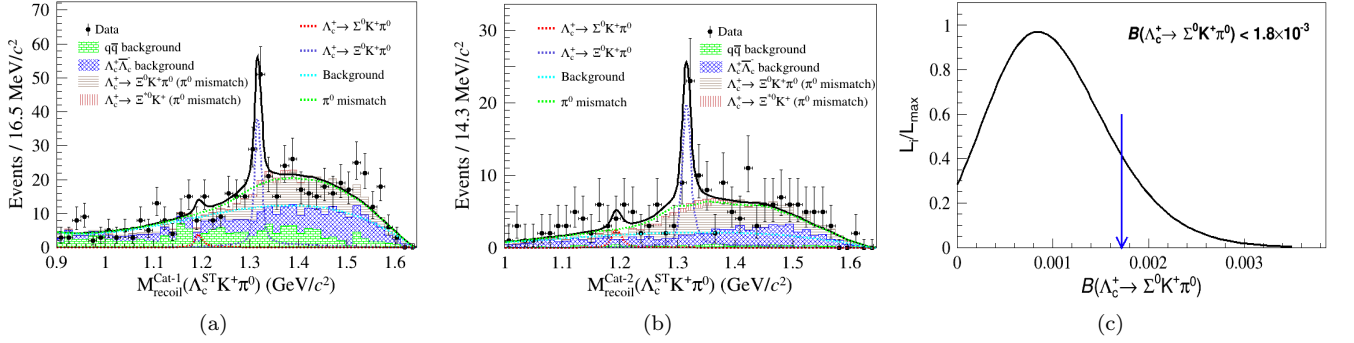 70
60
50
40
30
20
10
0
Events / 16.5 MeV/c²
Data
qq̅ background
Λc⁺Λ̅c⁻ background
Λc⁺→ Ξ⁰K⁺π⁰ (π⁰ mismatch)
Λc⁺→ Ξ*⁰K⁺ (π⁰ mismatch)
Λc⁺→ Σ⁰K⁺π⁰
Λc⁺→ Ξ⁰K⁺π⁰
Background
π⁰ mismatch
0.9 1 1.1 1.2 1.3 1.4 1.5 1.6
M^Cat-1_recoil(Λc^ST K⁺π⁰) (GeV/c²)
(a)
30
20
10
0
Events / 14.3 MeV/c²
Λc⁺→ Σ⁰K⁺π⁰
Λc⁺→ Ξ⁰K⁺π⁰
Background
π⁰ mismatch
Data
qq̅ background
Λc⁺Λ̅c⁻ background
Λc⁺→ Ξ⁰K⁺π⁰ (π⁰ mismatch)
Λc⁺→ Ξ*⁰K⁺ (π⁰ mismatch)
1 1.1 1.2 1.3 1.4 1.5 1.6
M^Cat-2_recoil(Λc^ST K⁺π⁰) (GeV/c²)
(b)
1
0.8
0.6
0.4
0.2
0
Li/Lmax
B(Λc⁺→ Σ⁰K⁺π⁰) < 1.8×10⁻³
0 0.001 0.002 0.003
B(Λc⁺→ Σ⁰K⁺π⁰)
(c)